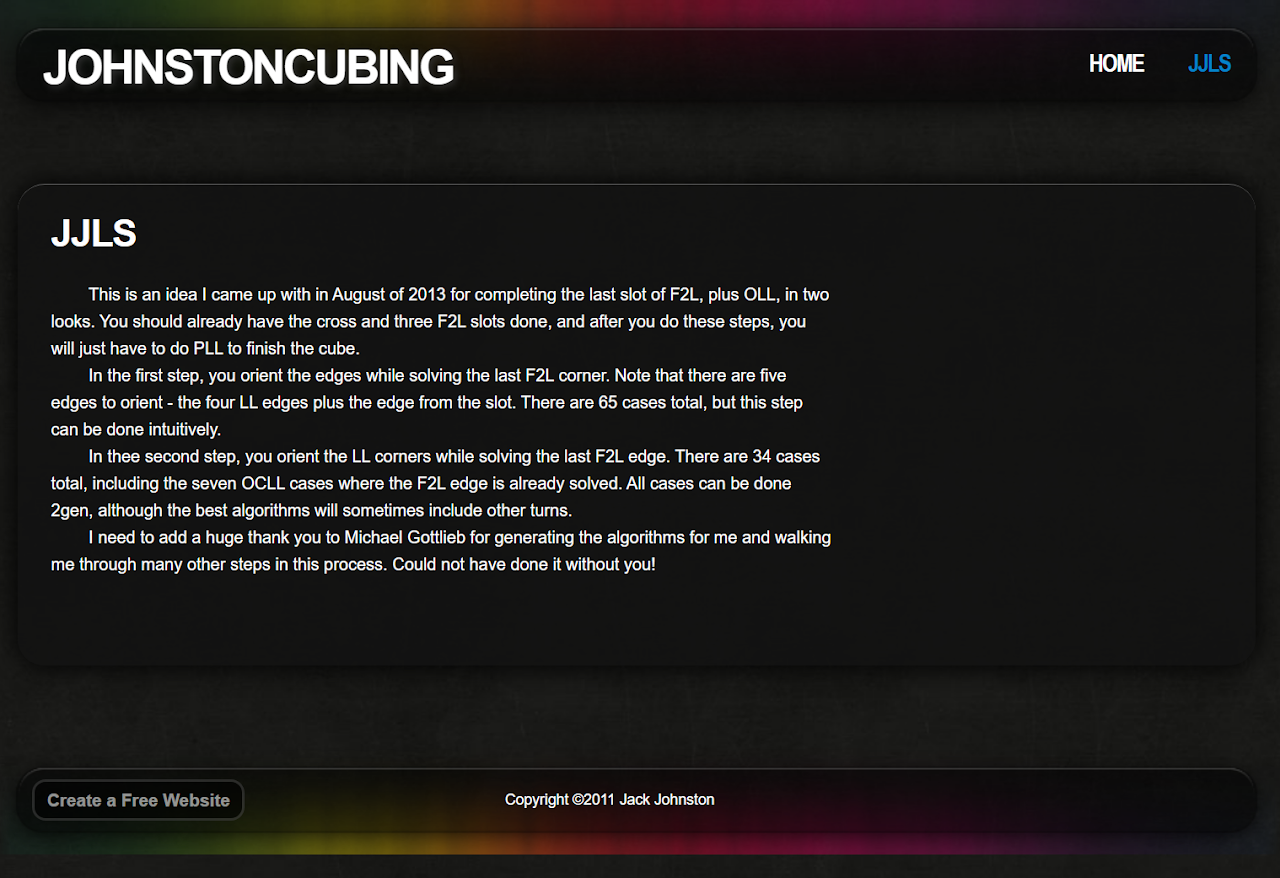 JOHNSTONCUBING
HOME JJLS
JJLS
This is an idea I came up with in August of 2013 for completing the last slot of F2L, plus OLL, in two
looks. You should already have the cross and three F2L slots done, and after you do these steps, you
will just have to do PLL to finish the cube.
In the first step, you orient the edges while solving the last F2L corner. Note that there are five
edges to orient - the four LL edges plus the edge from the slot. There are 65 cases total, but this step
can be done intuitively.
In thee second step, you orient the LL corners while solving the last F2L edge. There are 34 cases
total, including the seven OCLL cases where the F2L edge is already solved. All cases can be done
2gen, although the best algorithms will sometimes include other turns.
I need to add a huge thank you to Michael Gottlieb for generating the algorithms for me and walking
me through many other steps in this process. Could not have done it without you!
Create a Free Website
Copyright ©2011 Jack Johnston